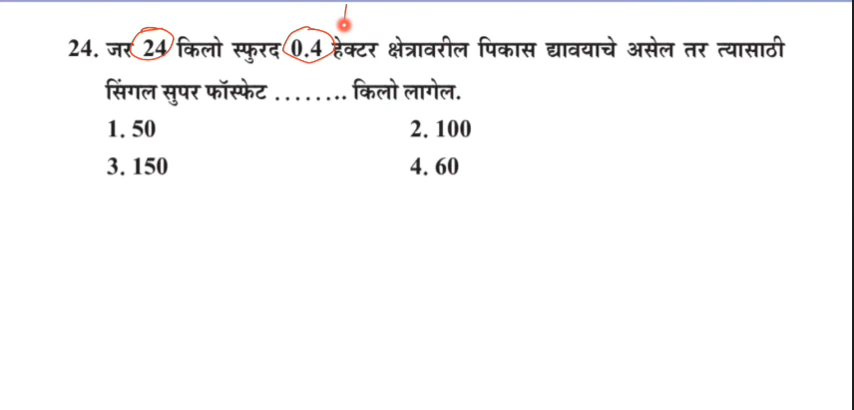 24. जर 24 किलो स्फुरद 0.4 हेक्टर क्षेत्रावरील पिकास द्यावयाचे असेल तर त्यासाठी
सिंगल सुपर फॉस्फेट ........ किलो लागेल.
1. 50 2. 100
3. 150 4. 60